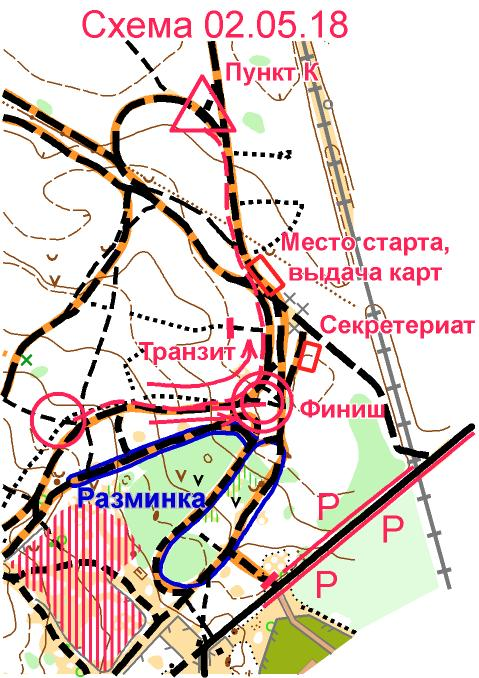 Схема 02.05.18
Пункт К
Место старта,
выдача карт
Секретериат
Транзит
Финиш
Разминка
Р
Р
Р